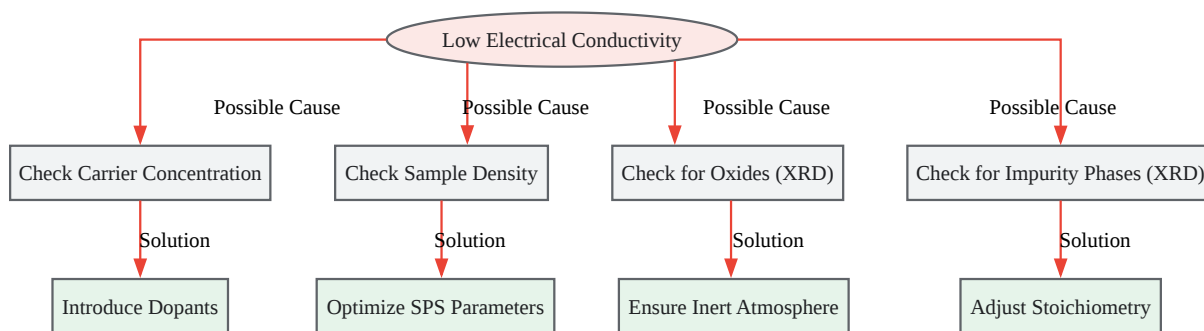 Low Electrical Conductivity
Possible Cause
Possible Cause
Possible Cause
Possible Cause
Check Carrier Concentration
Check Sample Density
Check for Oxides (XRD)
Check for Impurity Phases (XRD)
Solution
Solution
Solution
Solution
Introduce Dopants
Optimize SPS Parameters
Ensure Inert Atmosphere
Adjust Stoichiometry